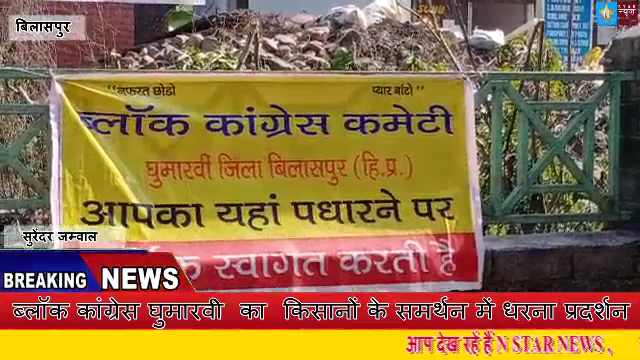 बिलासपुर
न्यूज़
"नफरत छोडो प्यार बांटो"
ब्लॉक कांग्रेस कमेटी
घुमारवीं जिला बिलासपुर (हि.प्र.)
आपका यहां पधारने पर
स्वागत करती है
सुरेंदर जम्वाल
BREAKING NEWS
ब्लॉक कांग्रेस घुमारवी का किसानों के समर्थन में धरना प्रदर्शन
आप देख रहें हैं N STAR NEWS ,